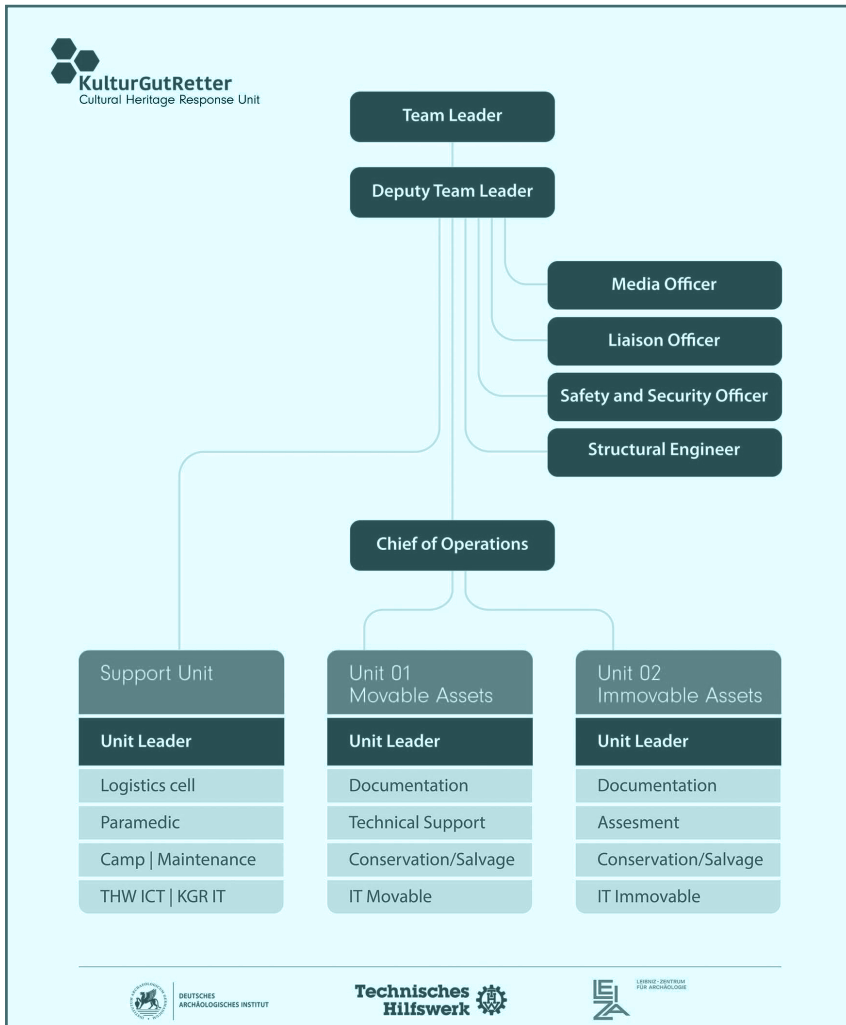 KulturGutRetter
Cultural Heritage Response Unit
Team Leader
Deputy Team Leader
Media Officer
Liaison Officer
Safety and Security Officer
Structural Engineer
Chief of Operations
Support Unit
Unit Leader
Logistics cell
Paramedic
Camp | Maintenance
THW ICT | KGR IT
Unit 01
Movable Assets
Unit Leader
Documentation
Technical Support
Conservation/Salvage
IT Movable
Unit 02
Immovable Assets
Unit Leader
Documentation
Assesment
Conservation/Salvage
IT Immovable
DEUTSCHES
ARCHÄOLOGISCHES INSTITUT
Technisches
Hilfswerk
THW
LEIZA
LEIBNIZ-ZENTRUM
FÜR ARCHÄOLOGIE